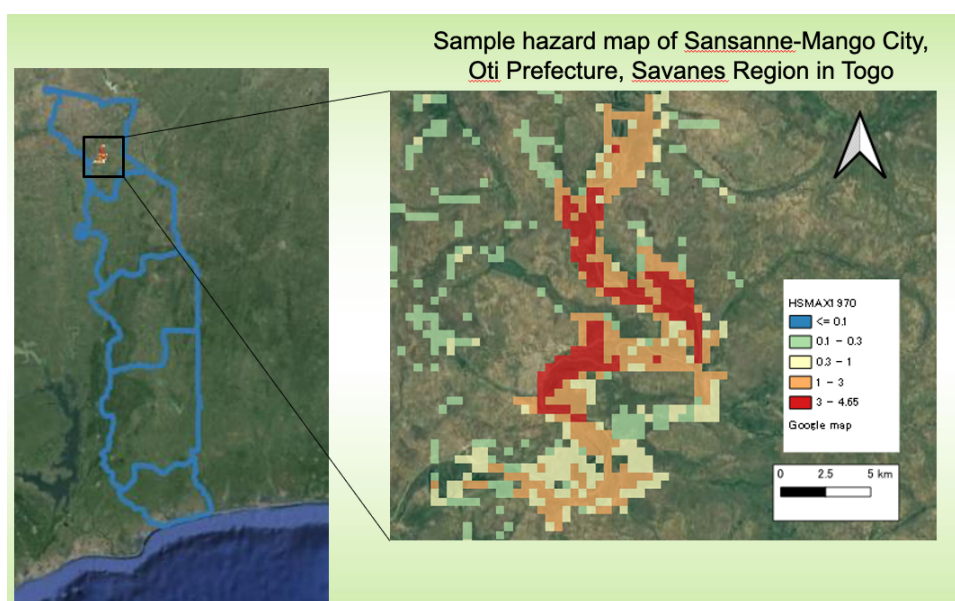 Sample hazard map of Sansanne-Mango City,
Oti Prefecture, Savanes Region in Togo
HSMAX1970
<= 0.1
0.1 - 0.3
0.3 - 1
1 - 3
3 - 4.65
Google map
0 2.5 5 km